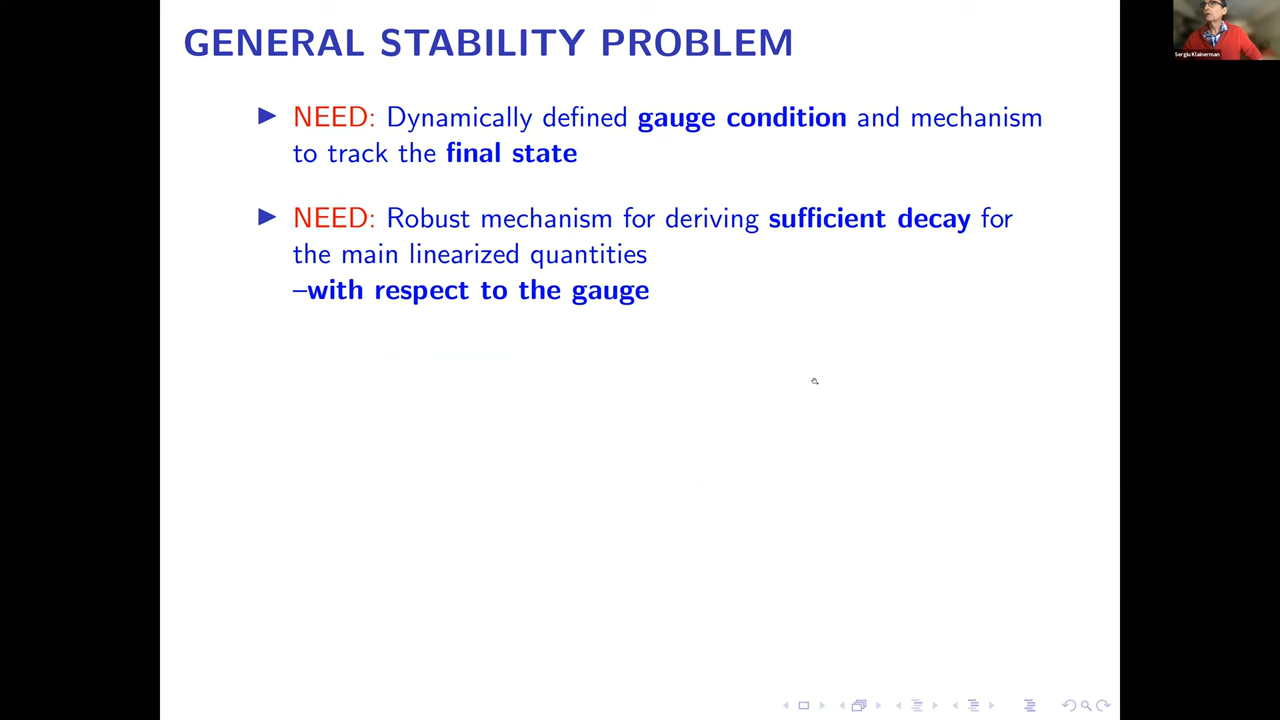 GENERAL STABILITY PROBLEM
Sergiu Klainerman
NEED: Dynamically defined gauge condition and mechanism
to track the final state
NEED: Robust mechanism for deriving sufficient decay for
the main linearized quantities
–with respect to the gauge